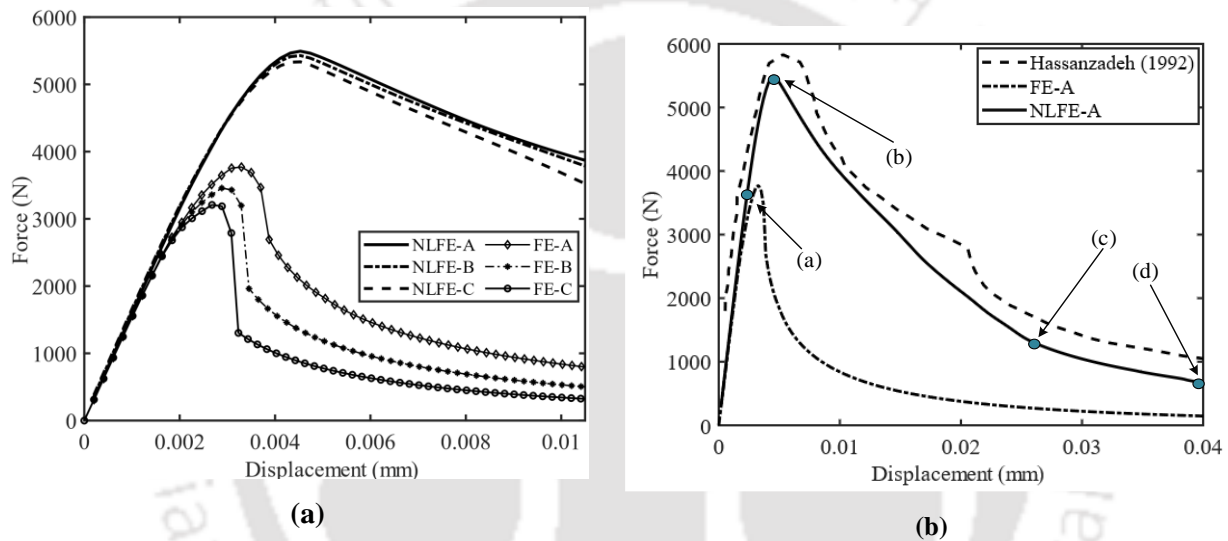 6000
5000
4000
3000
2000
1000
0
Force (N)
NLFE-A FE-A
NLFE-B FE-B
NLFE-C FE-C
0 0.002 0.004 0.006 0.008 0.01
Displacement (mm)
(a)
6000
5000
4000
3000
2000
1000
0
Force (N)
Hassanzadeh (1992)
FE-A
NLFE-A
(b)
(a)
(c)
(d)
0 0.01 0.02 0.03 0.04
Displacement (mm)
(b)